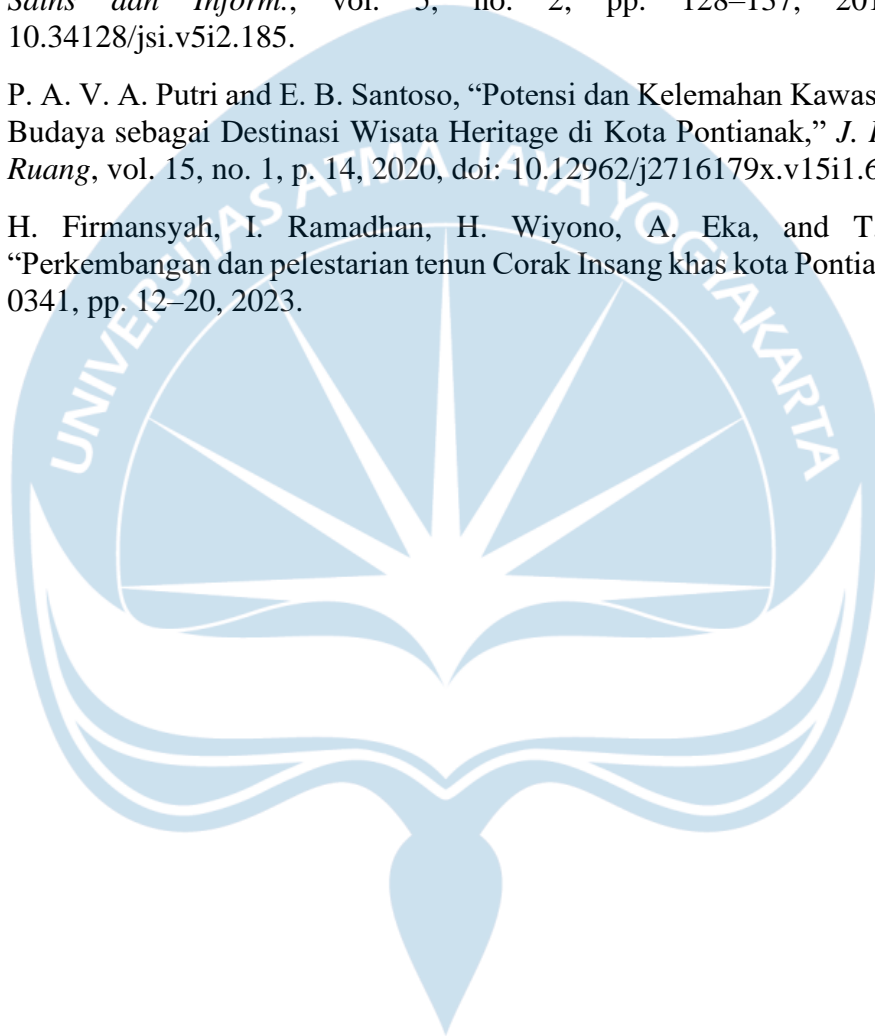 Sains dan Inform., vol. 5, no. 2, pp. 128–137, 201
10.34128/jsi.v5i2.185.
P. A. V. A. Putri and E. B. Santoso, “Potensi dan Kelemahan Kawas
Budaya sebagai Destinasi Wisata Heritage di Kota Pontianak,” J. P
Ruang, vol. 15, no. 1, p. 14, 2020, doi: 10.12962/j2716179x.v15i1.6
H. Firmansyah, I. Ramadhan, H. Wiyono, A. Eka, and T.
“Perkembangan dan pelestarian tenun Corak Insang khas kota Pontia
0341, pp. 12–20, 2023.
UNIVERSITAS ATMA JAYA YOGYAKARTA